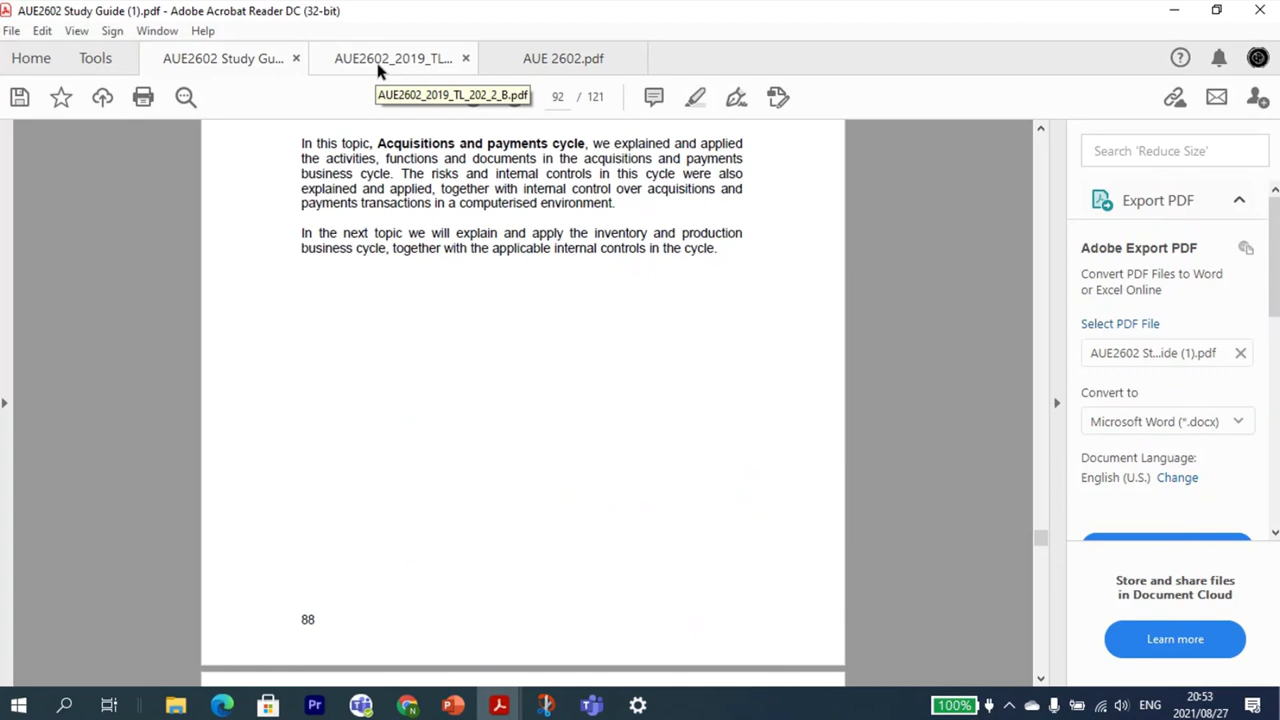 AUE2602 Study Guide (1).pdf - Adobe Acrobat Reader DC (32-bit)
File Edit View Sign Window Help
Home Tools AUE2602 Study Gu... × AUE2602_2019_TL... × AUE 2602.pdf
AUE2602_2019_TL_202_2_B.pdf
92 / 121
In this topic, Acquisitions and payments cycle, we explained and applied
the activities, functions and documents in the acquisitions and payments
business cycle. The risks and internal controls in this cycle were also
explained and applied, together with internal control over acquisitions and
payments transactions in a computerised environment.
In the next topic we will explain and apply the inventory and production
business cycle, together with the applicable internal controls in the cycle.
88
Search 'Reduce Size'
Export PDF
Adobe Export PDF
Convert PDF Files to Word
or Excel Online
Select PDF File
AUE2602 St...ide (1).pdf
Convert to
Microsoft Word (*.docx)
Document Language:
English (U.S.) Change
Store and share files
in Document Cloud
Learn more
Pr
100%
ENG
20:53
2021/08/27